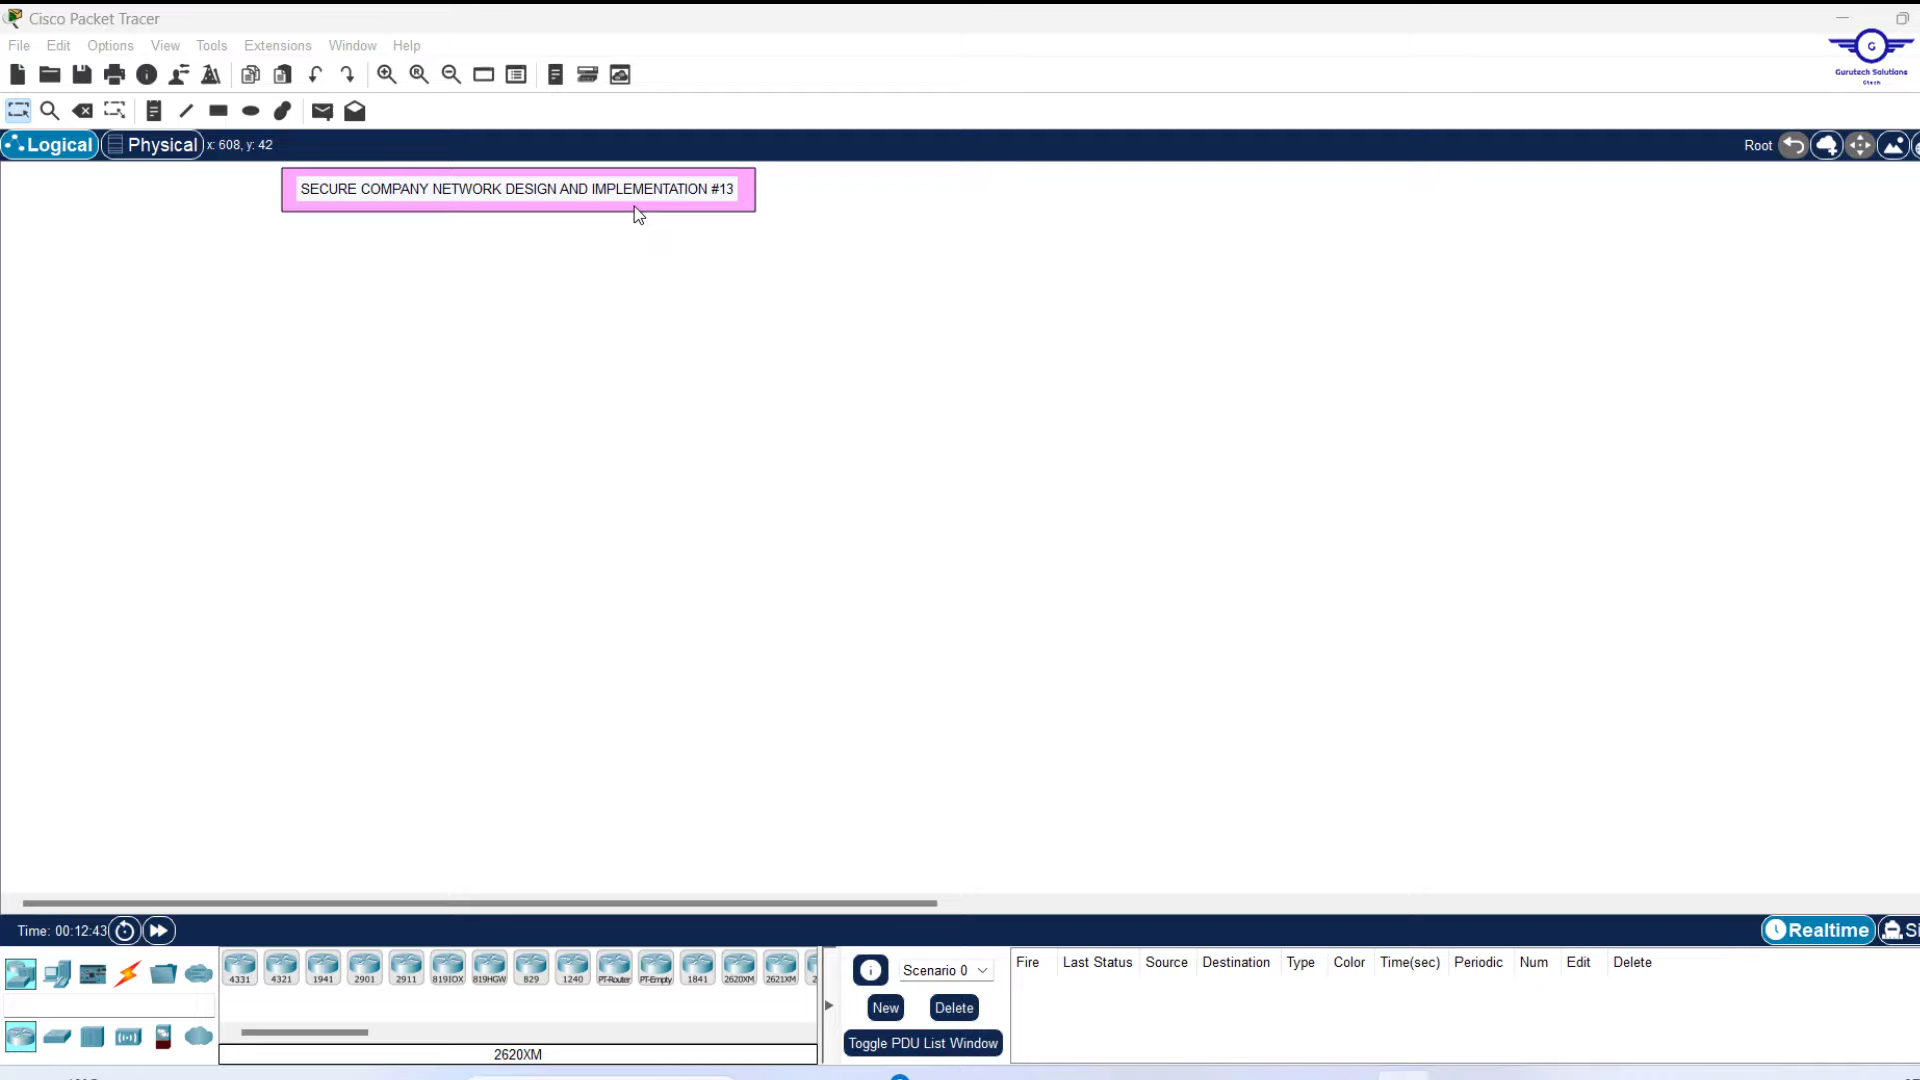 Cisco Packet Tracer
File Edit Options View Tools Extensions Window Help
G
Gurutech Solutions
Gtech
Logical Physical x: 608, y: 42 Root
SECURE COMPANY NETWORK DESIGN AND IMPLEMENTATION #13
Time: 00:12:43 Realtime Si
4331 4321 1941 2901 2911 819IOX 819HGW 829 1240 PT-Router PT-Empty 1841 2620XM 2621XM 2
Scenario 0
New Delete
Toggle PDU List Window
Fire Last Status Source Destination Type Color Time(sec) Periodic Num Edit Delete
2620XM